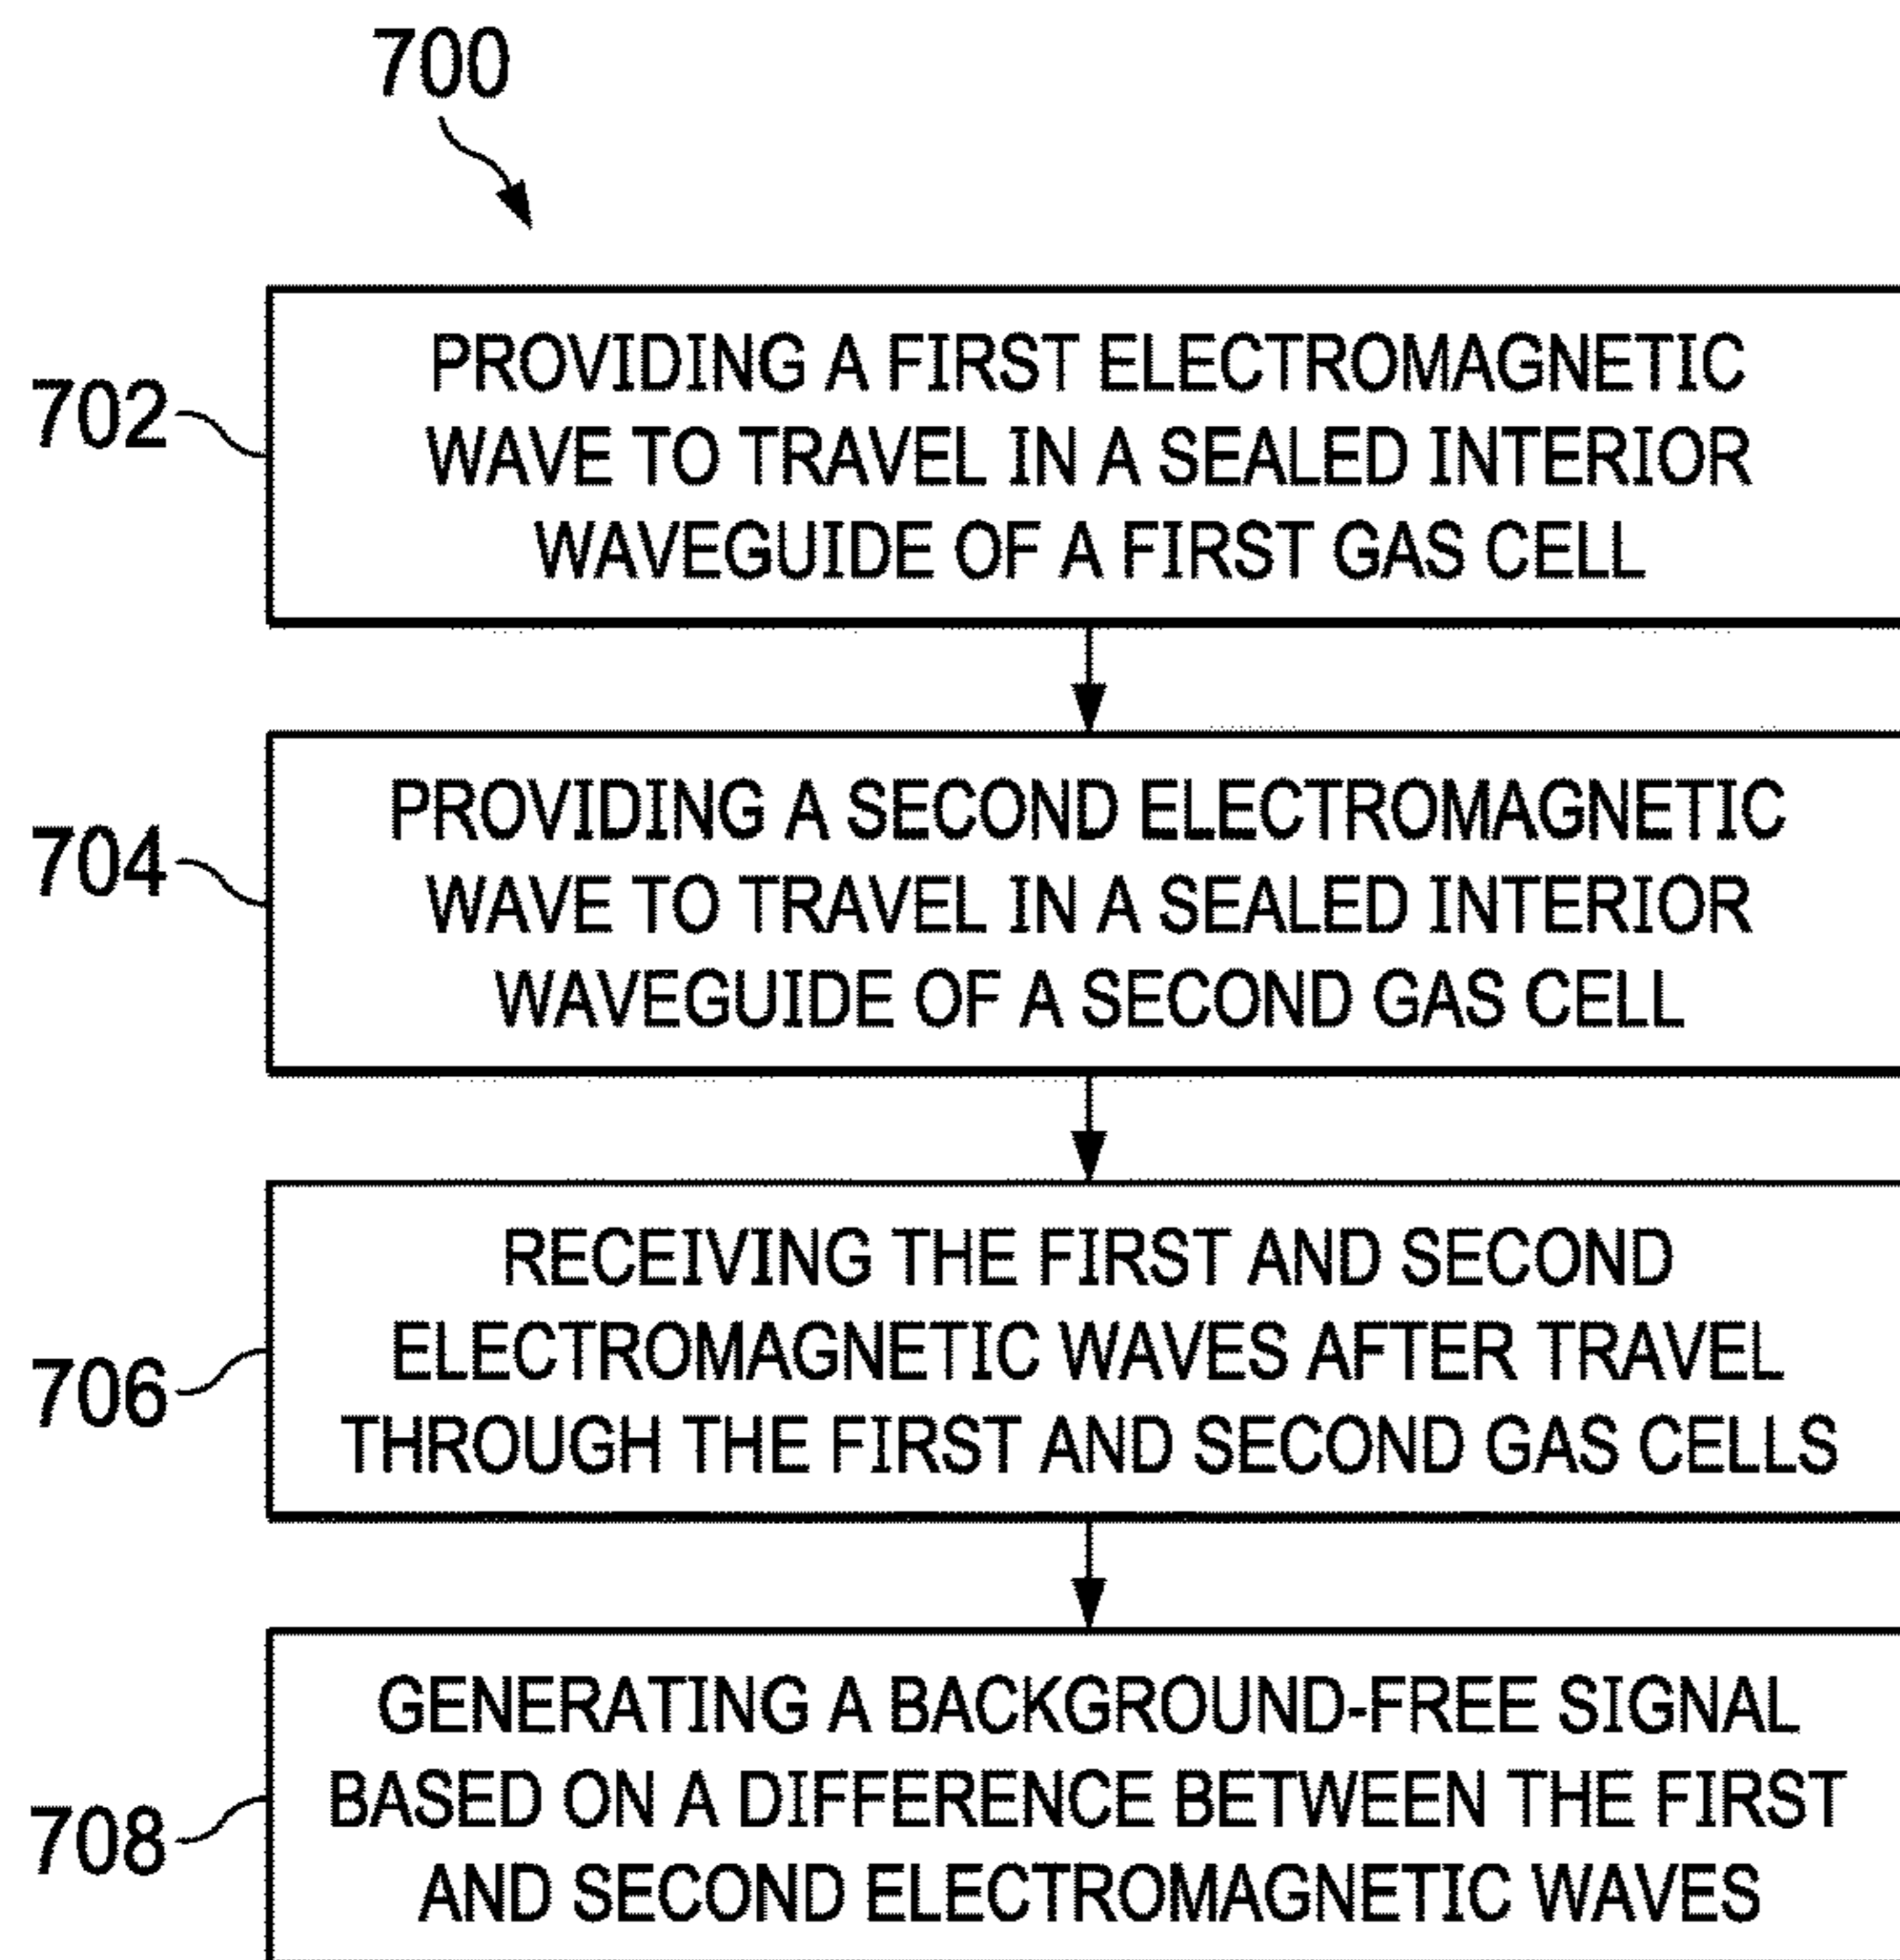 700
702
PROVIDING A FIRST ELECTROMAGNETIC
WAVE TO TRAVEL IN A SEALED INTERIOR
WAVEGUIDE OF A FIRST GAS CELL
704
PROVIDING A SECOND ELECTROMAGNETIC
WAVE TO TRAVEL IN A SEALED INTERIOR
WAVEGUIDE OF A SECOND GAS CELL
706
RECEIVING THE FIRST AND SECOND
ELECTROMAGNETIC WAVES AFTER TRAVEL
THROUGH THE FIRST AND SECOND GAS CELLS
708
GENERATING A BACKGROUND-FREE SIGNAL
BASED ON A DIFFERENCE BETWEEN THE FIRST
AND SECOND ELECTROMAGNETIC WAVES